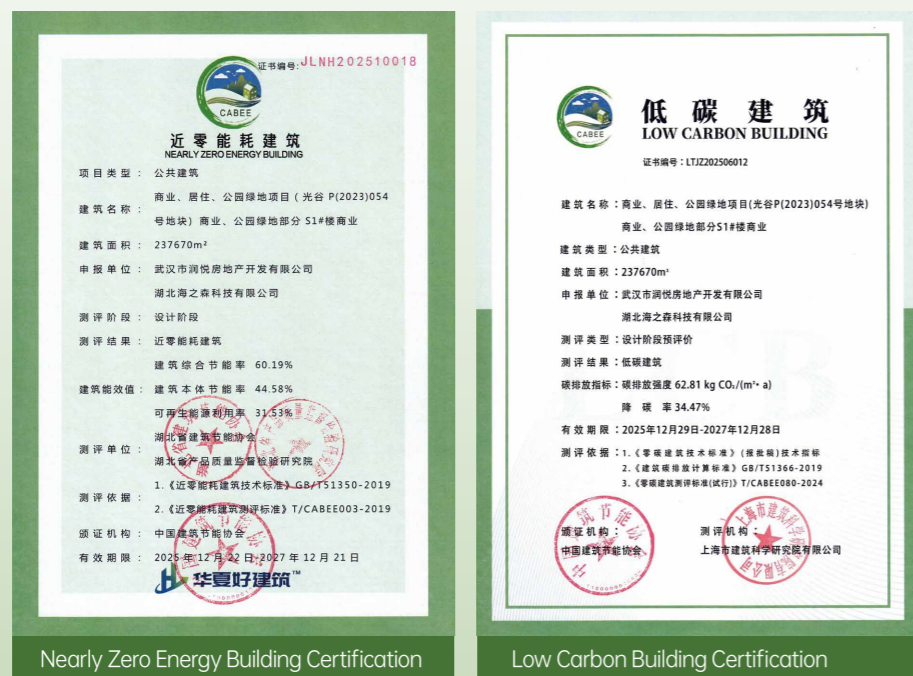 证书编号:JLNH202510018
CABEE
近零能耗建筑
NEARLY ZERO ENERGY BUILDING
项目类型： 公共建筑
建筑名称： 商业、居住、公园绿地项目（光谷 P(2023)054
号地块）商业、公园绿地部分 S1#楼商业
建筑面积： 237670m²
申报单位： 武汉市润悦房地产开发有限公司
湖北海之森科技有限公司
测评阶段： 设计阶段
测评结果： 近零能耗建筑
建筑能效值： 建筑综合节能率 60.19%
建筑本体节能率 44.58%
可再生能源利用率 31.53%
测评单位： 湖北省建筑节能协会
湖北省产品质量监督检验研究院
测评依据： 1.《近零能耗建筑技术标准》GB/T51350-2019
2.《近零能耗建筑测评标准》T/CABEE003-2019
颁证机构： 中国建筑节能协会
有效期限： 2025年12月22日-2027年12月21日
华夏好建筑™
Nearly Zero Energy Building Certification
CABEE
低碳建筑
LOW CARBON BUILDING
证书编号：LTJZ202506012
建筑名称：商业、居住、公园绿地项目(光谷P(2023)054号地块)
商业、公园绿地部分S1#楼商业
建筑类型：公共建筑
建筑面积：237670m²
申报单位：武汉市润悦房地产开发有限公司
湖北海之森科技有限公司
测评类型：设计阶段预评价
测评结果：低碳建筑
碳排放指标：碳排放强度 62.81 kg CO₂/(m²·a)
降碳率34.47%
有效期限：2025年12月29日-2027年12月28日
测评依据：1.《零碳建筑技术标准》(报批稿)技术指标
2.《建筑碳排放计算标准》GB/T51366-2019
3.《零碳建筑测评标准(试行)》T/CABEE080-2024
颁证机构：
中国建筑节能协会
测评机构：
上海市建筑科学研究院有限公司
Low Carbon Building Certification